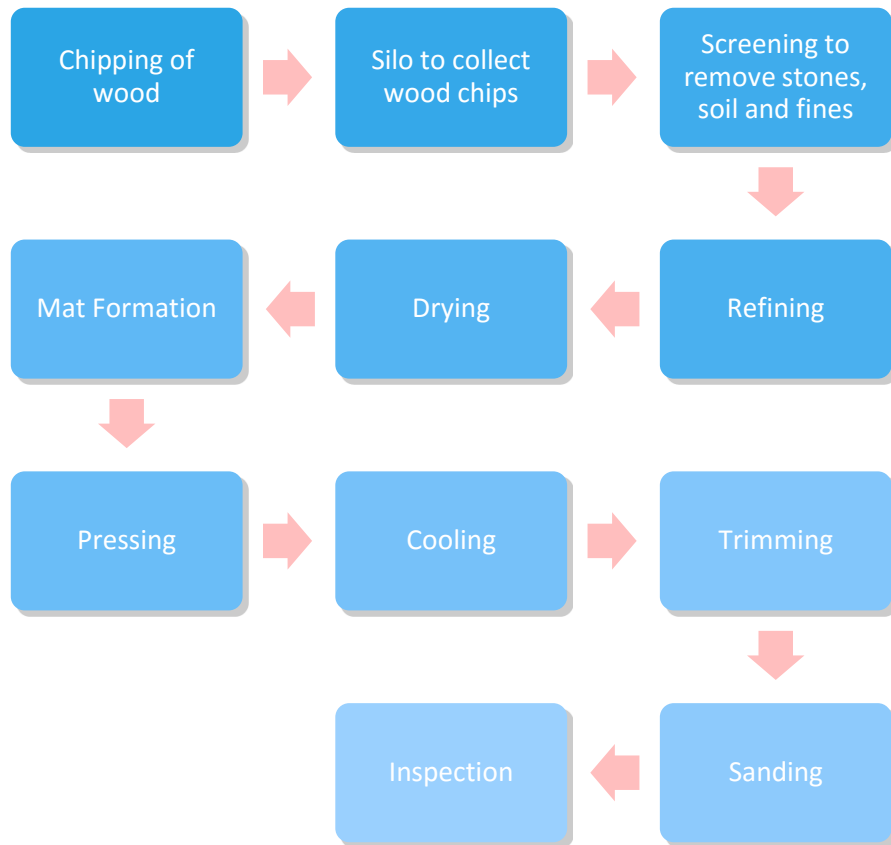 Chipping of
wood
Silo to collect
wood chips
Screening to
remove stones,
soil and fines
Refining
Drying
Mat Formation
Pressing
Cooling
Trimming
Sanding
Inspection